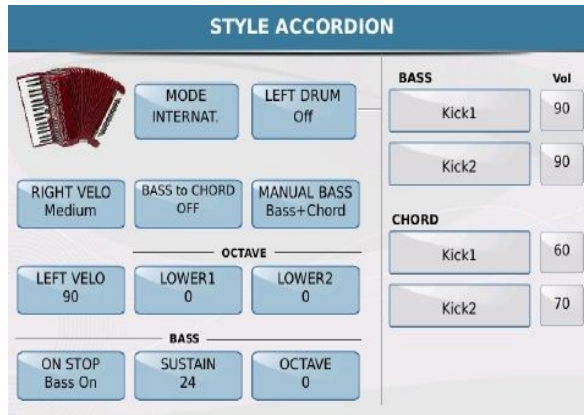 STYLE ACCORDION
MODE
INTERNAT.
LEFT DRUM
Off
RIGHT VELO
Medium
BASS to CHORD
OFF
MANUAL BASS
Bass+Chord
OCTAVE
LEFT VELO
90
LOWER1
0
LOWER2
0
BASS
ON STOP
Bass On
SUSTAIN
24
OCTAVE
0
BASS Vol
Kick1 90
Kick2 90
CHORD
Kick1 60
Kick2 70